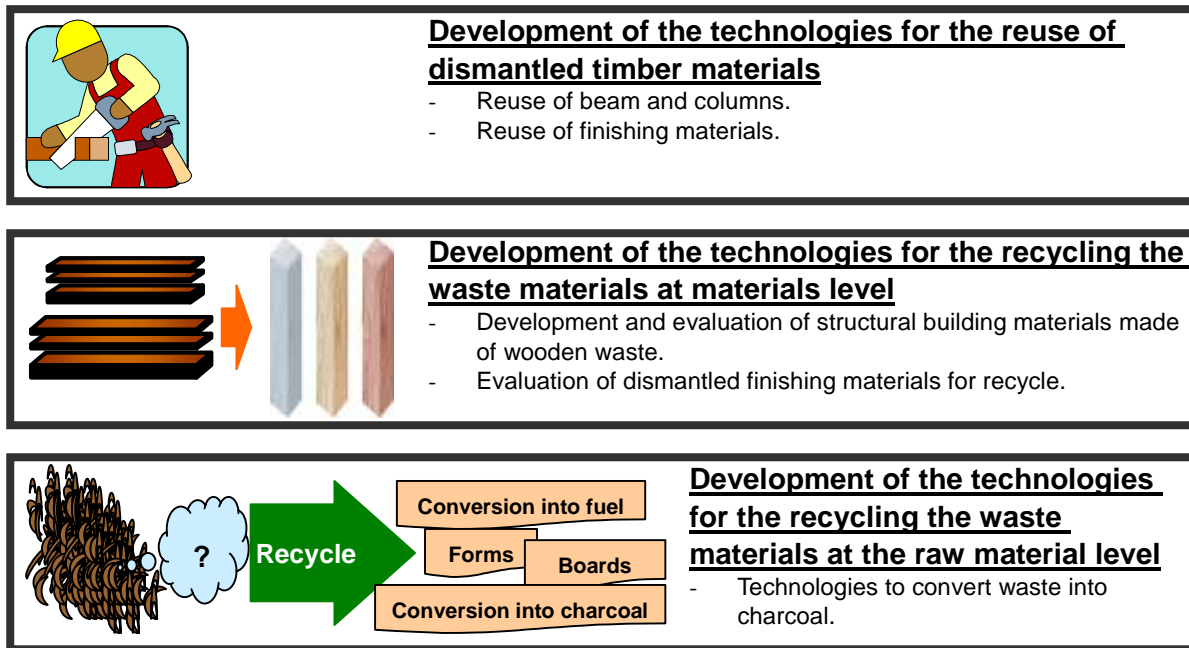 Development of the technologies for the reuse of
dismantled timber materials
- Reuse of beam and columns.
- Reuse of finishing materials.
Development of the technologies for the recycling the
waste materials at materials level
- Development and evaluation of structural building materials made
of wooden waste.
- Evaluation of dismantled finishing materials for recycle.
?
Recycle
Conversion into fuel
Forms
Boards
Conversion into charcoal
Development of the technologies
for the recycling the waste
materials at the raw material level
- Technologies to convert waste into
charcoal.